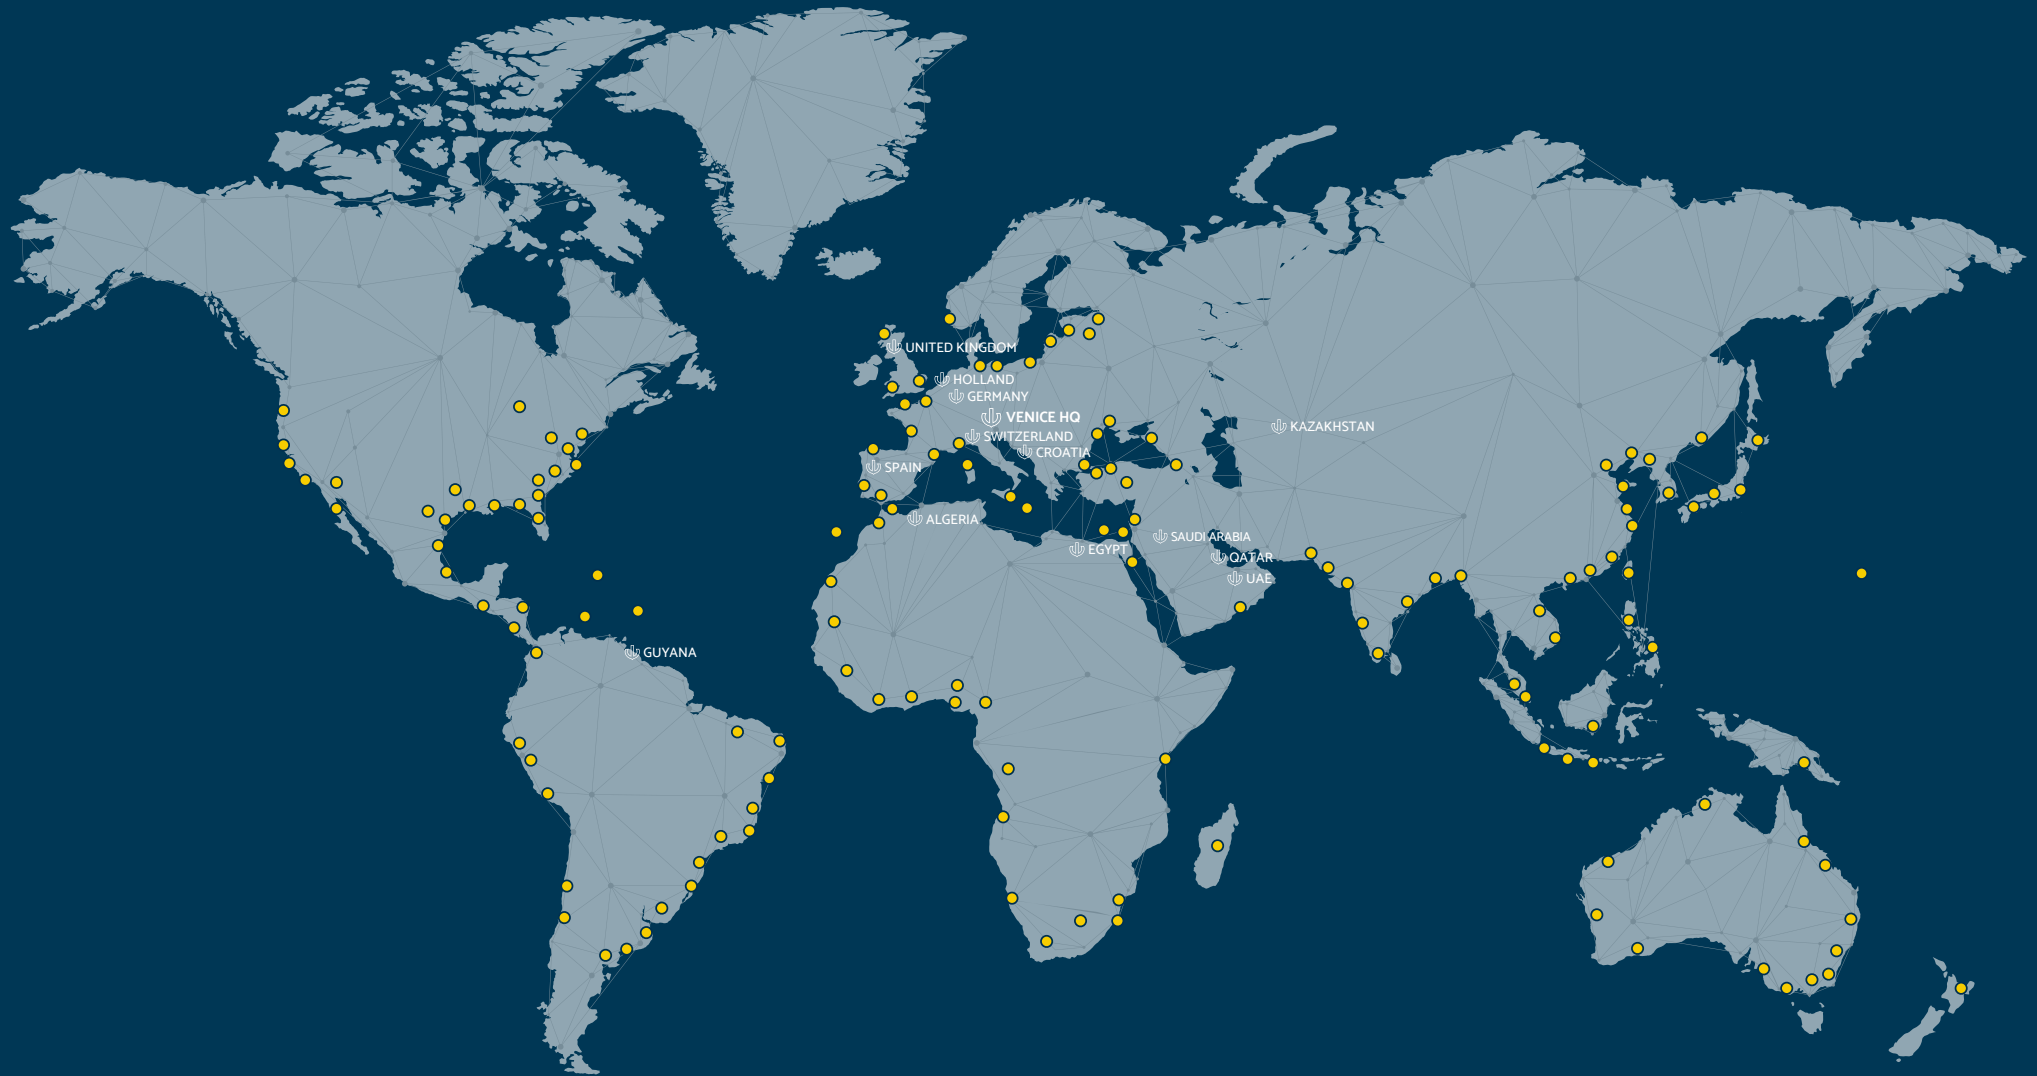 UNITED KINGDOM
HOLLAND
GERMANY
VENICE HQ
KAZAKHSTAN
SWITZERLAND
CROATIA
SPAIN
ALGERIA
SAUDI ARABIA
EGYPT
QATAR
UAE
GUYANA